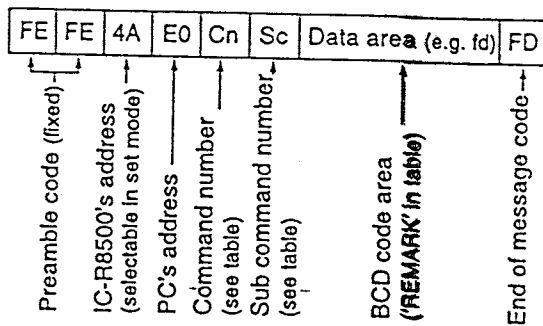 FE FE 4A E0 Cn Sc Data area (e.g. fd) FD
Preamble code (fixed)
IC-R8500's address
(selectable in set mode)
PC's address
Command number
(see table)
Sub command number
(see table)
BCD code area
('REMARK' in table)
End of message code